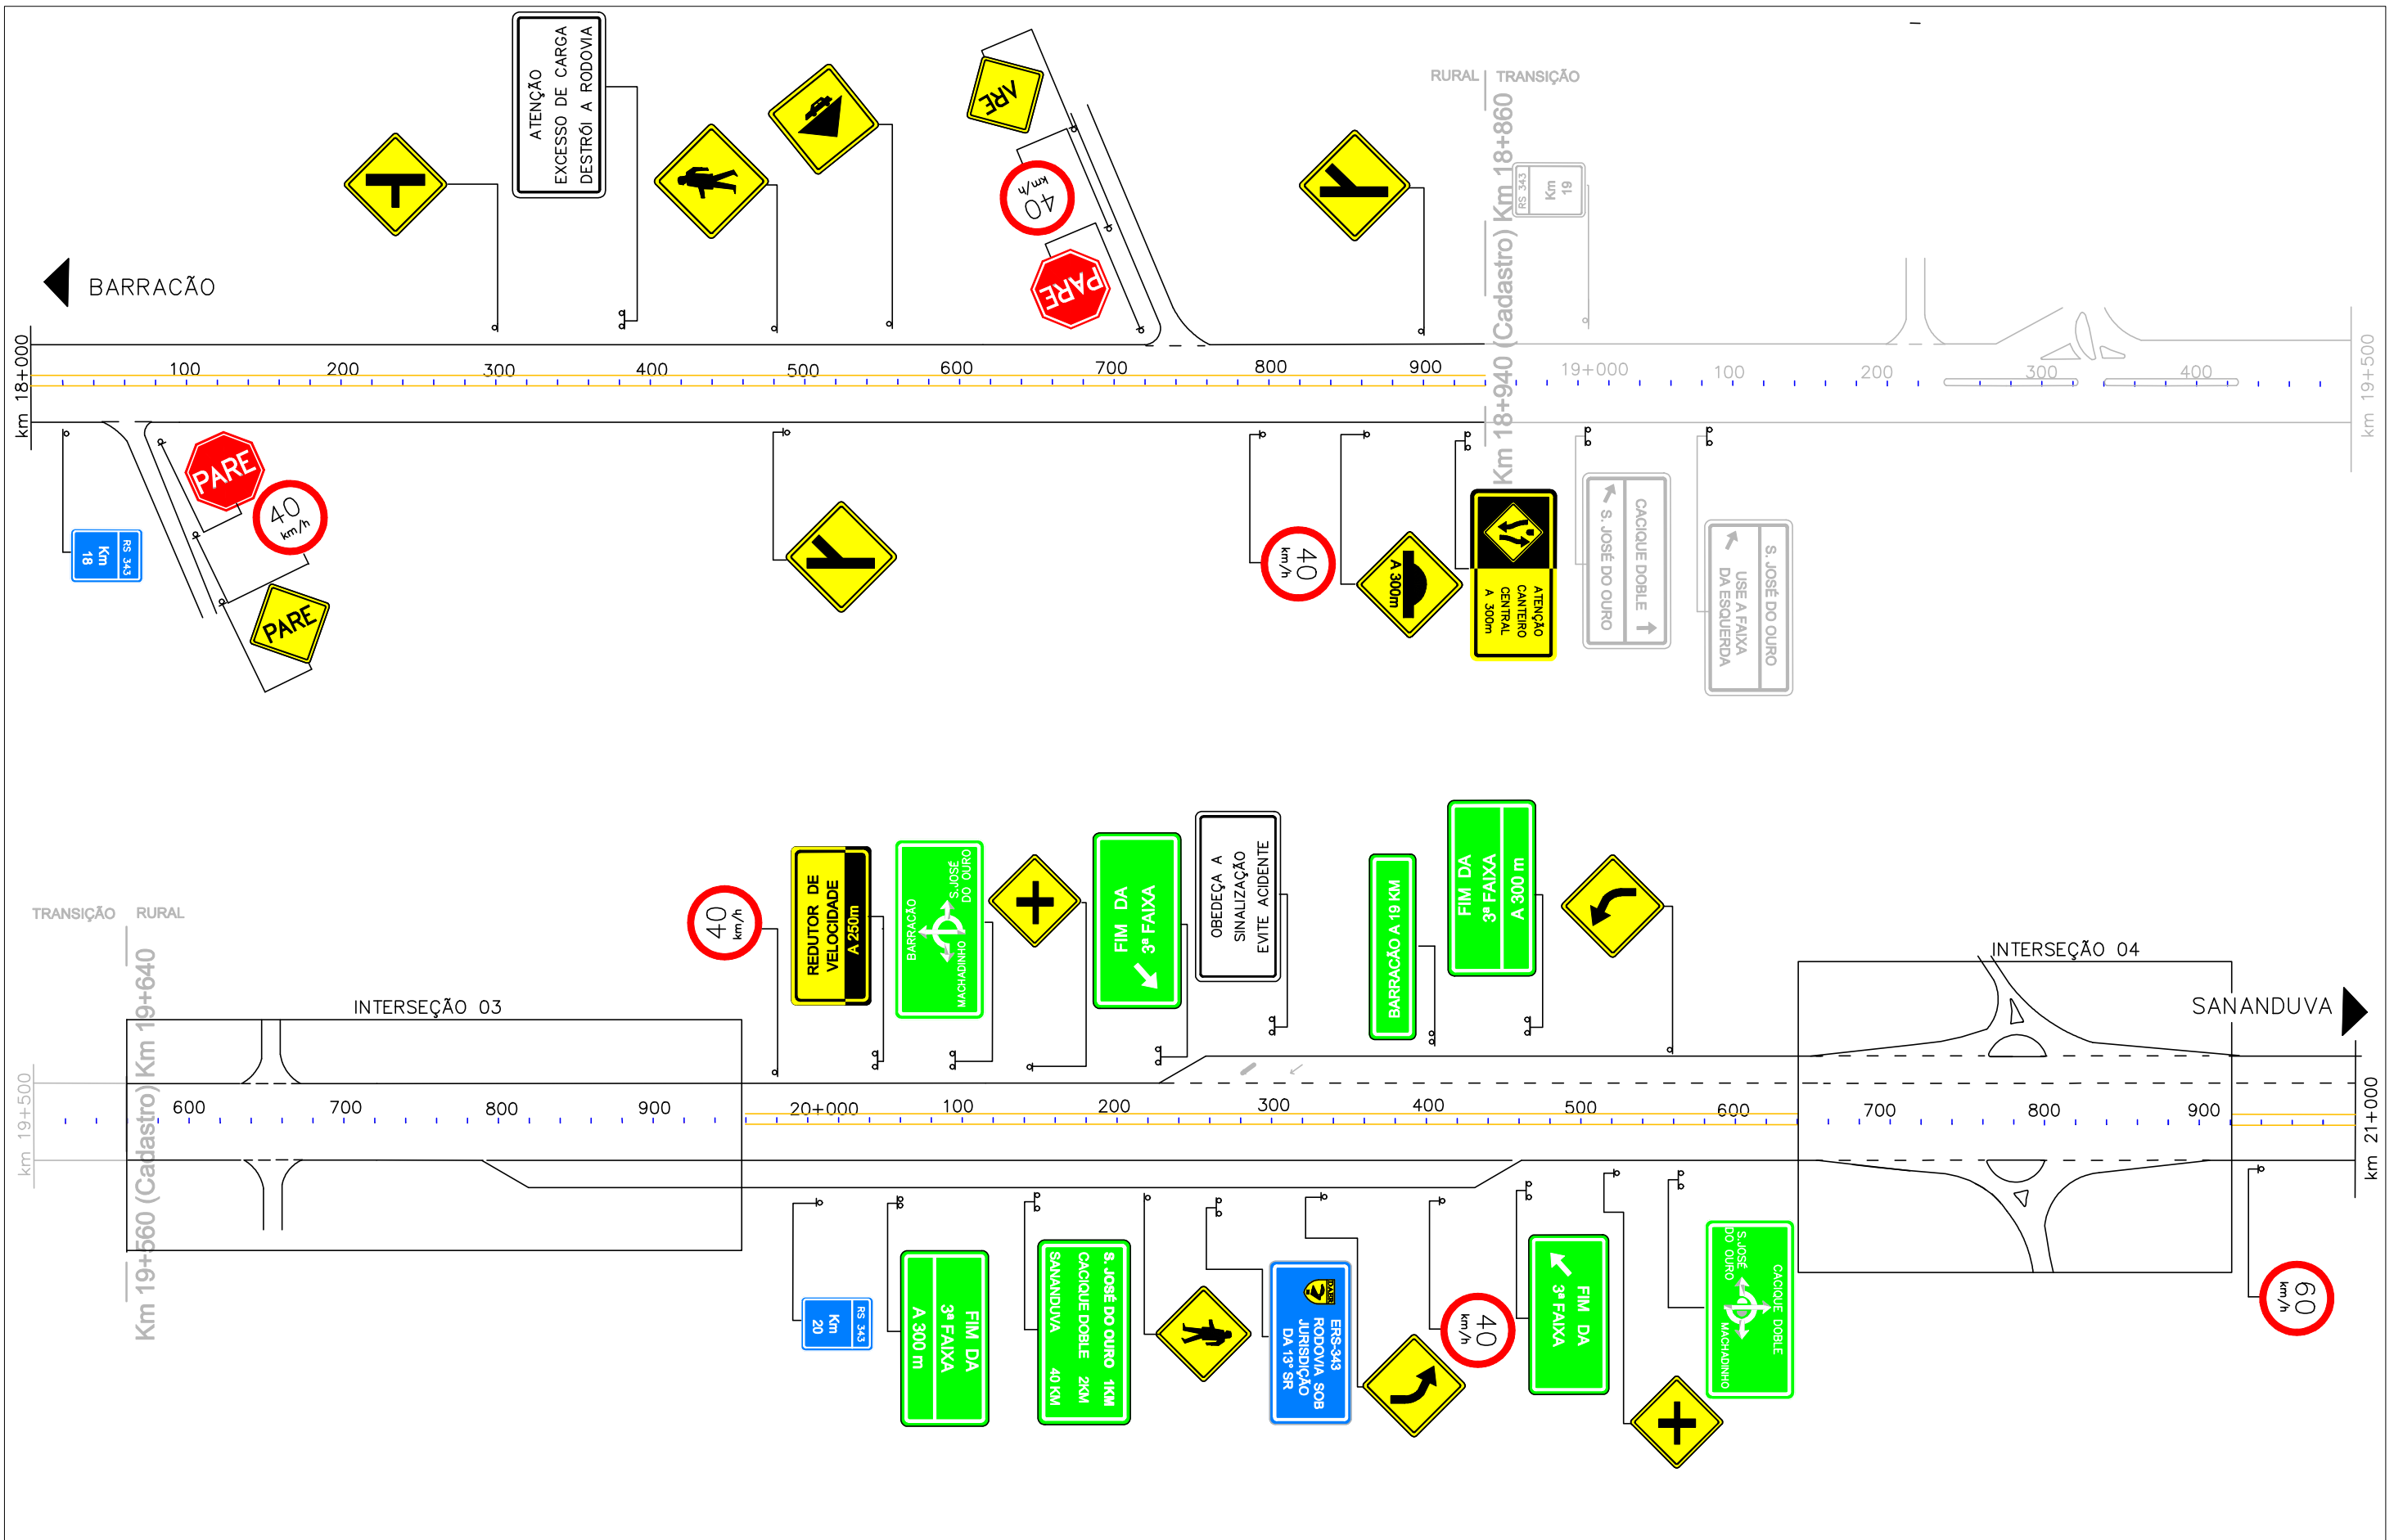 ATENÇÃO
EXCESSO DE CARGA
DESTRÓI A RODOVIA
ARE
40
km/h
PARE
RURAL
TRANSIÇÃO
Km 18+940 (Cadastro) Km 18+860
RS 343
Km
19
BARRACÃO
km 18+000
100
200
300
400
500
600
700
800
900
19+000
100
200
300
400
km 19+500
PARE
40
km/h
PARE
RS 343
Km
18
40
km/h
A 300m
ATENÇÃO
CANTEIRO
CENTRAL
A 300m
CACIQUE DOBLE
S. JOSÉ DO OURO
S. JOSÉ DO OURO
USE A FAIXA
DA ESQUERDA
TRANSIÇÃO
RURAL
Km 19+560 (Cadastro) Km 19+640
INTERSEÇÃO 03
40
km/h
REDUTOR DE
VELOCIDADE
A 250m
BARRACÃO
S.JOSÉ
DO OURO
MACHADINHO
FIM DA
3ª FAIXA
OBEDEÇA A
SINALIZAÇÃO
EVITE ACIDENTE
BARRACÃO A 19 KM
FIM DA
3ª FAIXA
A 300 m
INTERSEÇÃO 04
SANANDUVA
km 19+500
600
700
800
900
20+000
100
200
300
400
500
600
700
800
900
km 21+000
RS 343
Km
20
FIM DA
3ª FAIXA
A 300 m
S. JOSÉ DO OURO 1KM
CACIQUE DOBLE 2KM
SANANDUVA 40 KM
DAER
ERS-343
RODOVIA SOB
JURISDIÇÃO
DA 13ª SR
40
km/h
FIM DA
3ª FAIXA
CACIQUE DOBLE
S.JOSÉ
DO OURO
MACHADINHO
60
km/h